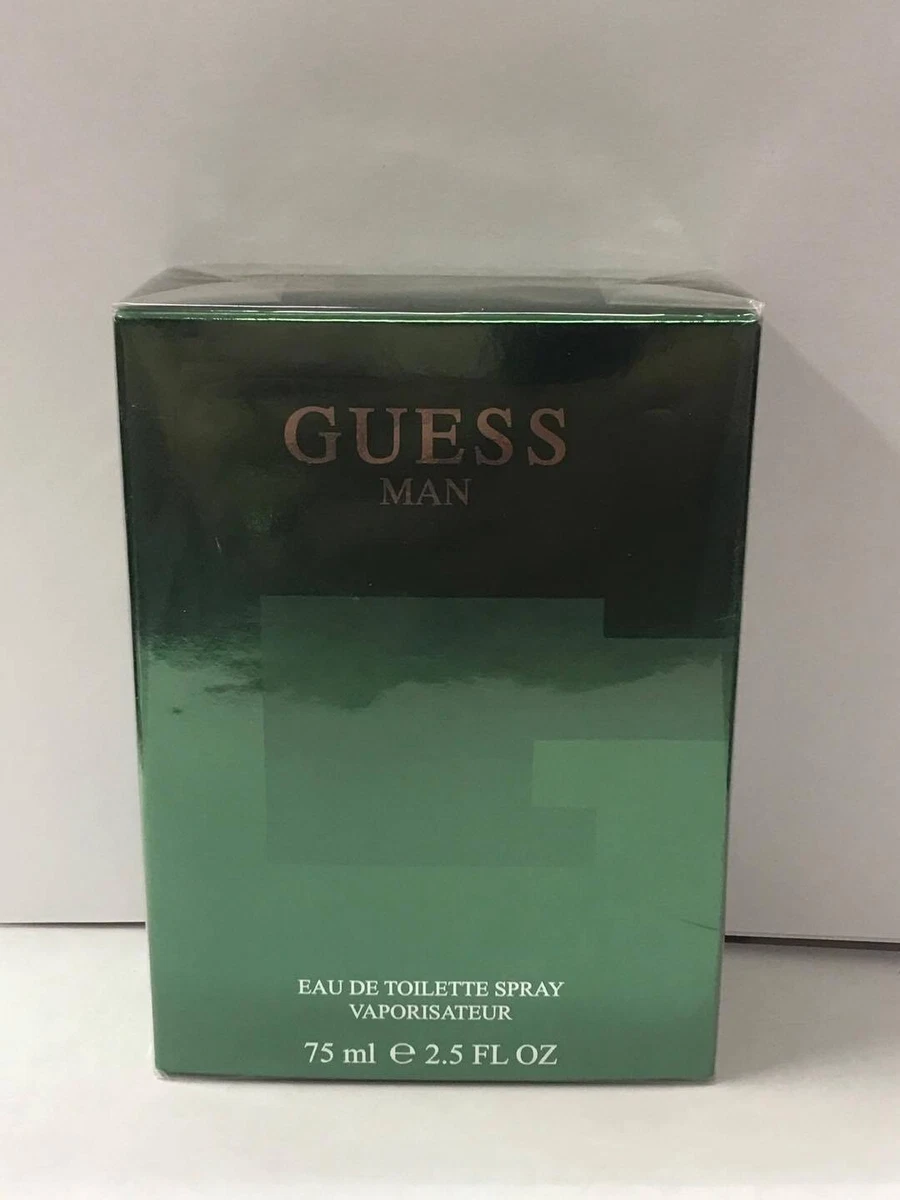 GUESS
MAN
EAU DE TOILETTE SPRAY
VAPORISATEUR
75 ml ℮ 2.5 FL OZ